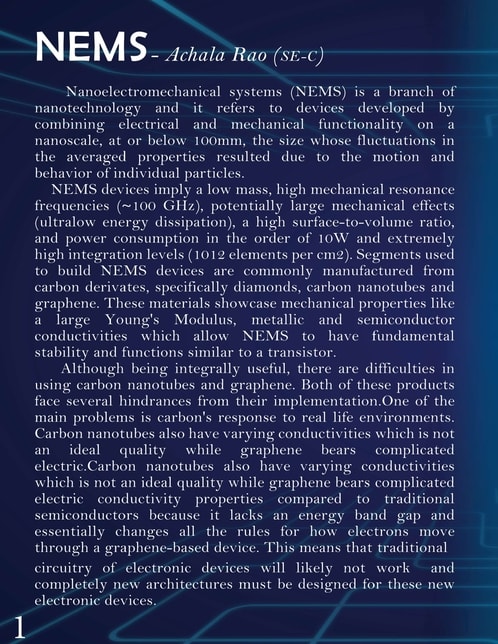 NEMS - Achala Rao (SE-C)
Nanoelectromechanical systems (NEMS) is a branch of
nanotechnology and it refers to devices developed by
combining electrical and mechanical functionality on a
nanoscale, at or below 100mm, the size whose fluctuations in
the averaged properties resulted due to the motion and
behavior of individual particles.
NEMS devices imply a low mass, high mechanical resonance
frequencies (~100 GHz), potentially large mechanical effects
(ultralow energy dissipation), a high surface-to-volume ratio,
and power consumption in the order of 10W and extremely
high integration levels (1012 elements per cm2). Segments used
to build NEMS devices are commonly manufactured from
carbon derivates, specifically diamonds, carbon nanotubes and
graphene. These materials showcase mechanical properties like
a large Young's Modulus, metallic and semiconductor
conductivities which allow NEMS to have fundamental
stability and functions similar to a transistor.
Although being integrally useful, there are difficulties in
using carbon nanotubes and graphene. Both of these products
face several hindrances from their implementation.One of the
main problems is carbon's response to real life environments.
Carbon nanotubes also have varying conductivities which is not
an ideal quality while graphene bears complicated
electric.Carbon nanotubes also have varying conductivities
which is not an ideal quality while graphene bears complicated
electric conductivity properties compared to traditional
semiconductors because it lacks an energy band gap and
essentially changes all the rules for how electrons move
through a graphene-based device. This means that traditional
circuitry of electronic devices will likely not work and
completely new architectures must be designed for these new
electronic devices.
1